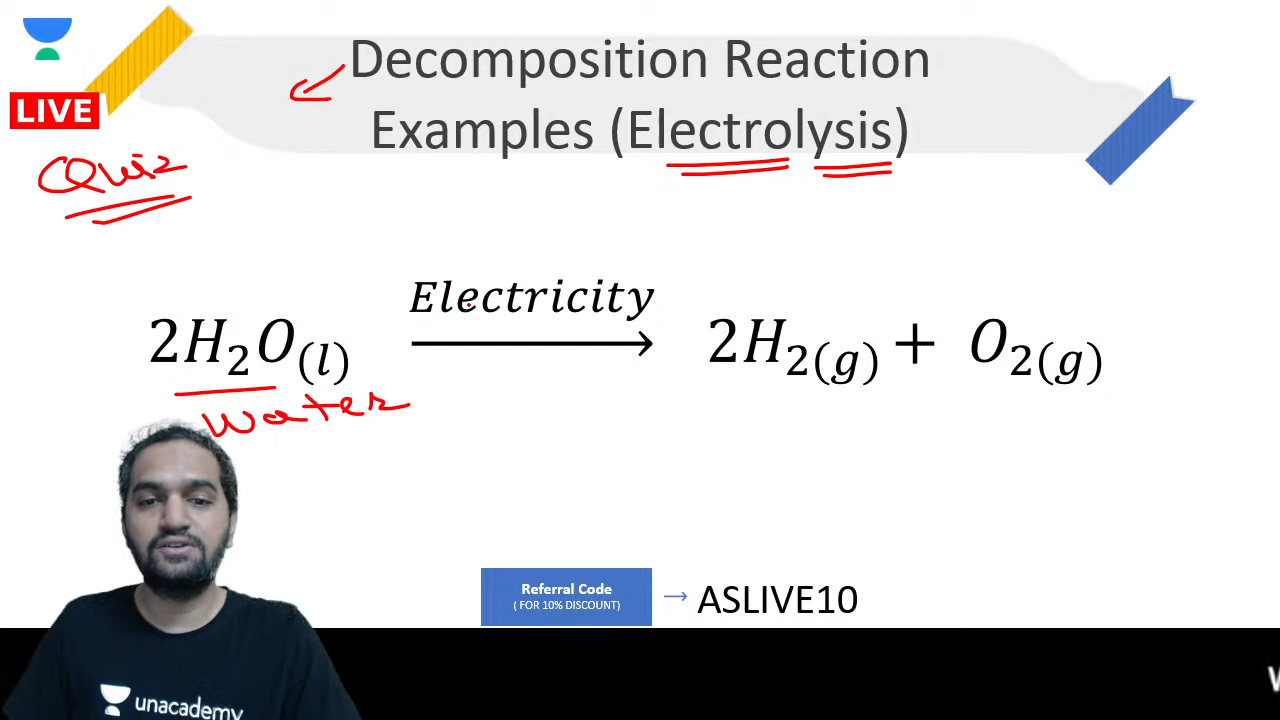 LIVE
Decomposition Reaction
Examples (Electrolysis)
Quiz
Electricity
2H₂O₍l₎ → 2H₂(g) + O₂(g)
Water
Referral Code
( FOR 10% DISCOUNT)
→ ASLIVE10
unacademy